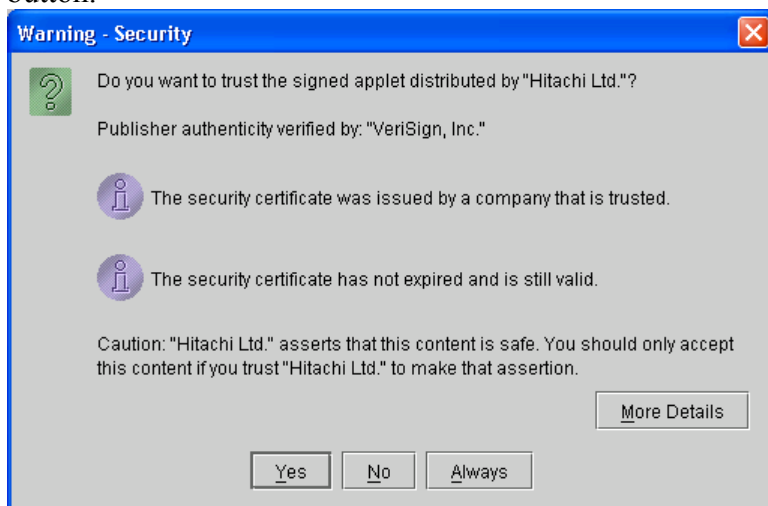 button.
Warning - Security
Do you want to trust the signed applet distributed by "Hitachi Ltd."?
Publisher authenticity verified by: "VeriSign, Inc."
The security certificate was issued by a company that is trusted.
The security certificate has not expired and is still valid.
Caution: "Hitachi Ltd." asserts that this content is safe. You should only accept
this content if you trust "Hitachi Ltd." to make that assertion.
More Details
Yes No Always